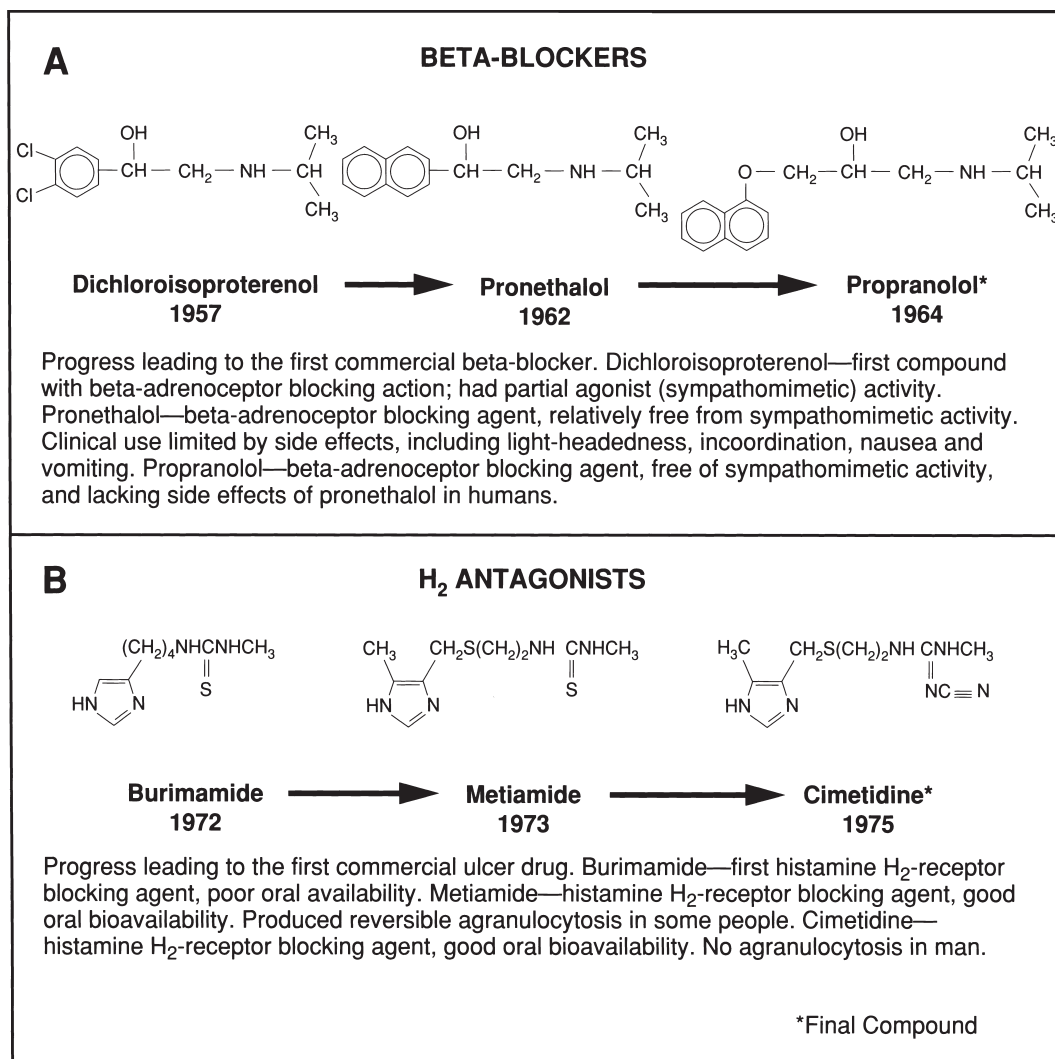 A
BETA-BLOCKERS
Cl
Cl
OH
CH — CH2 — NH — CH
CH3
CH3
OH
CH — CH2 — NH — CH
CH3
CH3
O — CH2 — CH — CH2 — NH — CH
OH
CH3
CH3
Dichloroisoproterenol
1957
Pronethalol
1962
Propranolol*
1964
Progress leading to the first commercial beta-blocker. Dichloroisoproterenol—first compound
with beta-adrenoceptor blocking action; had partial agonist (sympathomimetic) activity.
Pronethalol—beta-adrenoceptor blocking agent, relatively free from sympathomimetic activity.
Clinical use limited by side effects, including light-headedness, incoordination, nausea and
vomiting. Propranolol—beta-adrenoceptor blocking agent, free of sympathomimetic activity,
and lacking side effects of pronethalol in humans.
B
H2 ANTAGONISTS
(CH2)4NHCNHCH3
S
HN N
CH3 CH2S(CH2)2NH CNHCH3
S
HN N
H3C CH2S(CH2)2NH CNHCH3
NC≡N
HN N
Burimamide
1972
Metiamide
1973
Cimetidine*
1975
Progress leading to the first commercial ulcer drug. Burimamide—first histamine H2-receptor
blocking agent, poor oral availability. Metiamide—histamine H2-receptor blocking agent, good
oral bioavailability. Produced reversible agranulocytosis in some people. Cimetidine—
histamine H2-receptor blocking agent, good oral bioavailability. No agranulocytosis in man.
*Final Compound